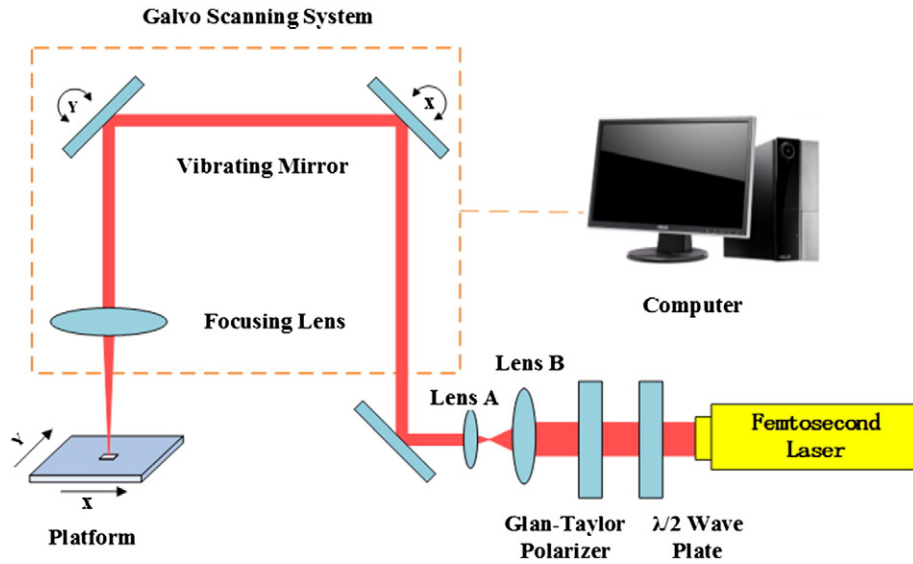 Galvo Scanning System
Y
X
Vibrating Mirror
Focusing Lens
Computer
Lens B
Lens A
Femtosecond
Laser
Y
X
Platform
Glan-Taylor
Polarizer
λ/2 Wave
Plate